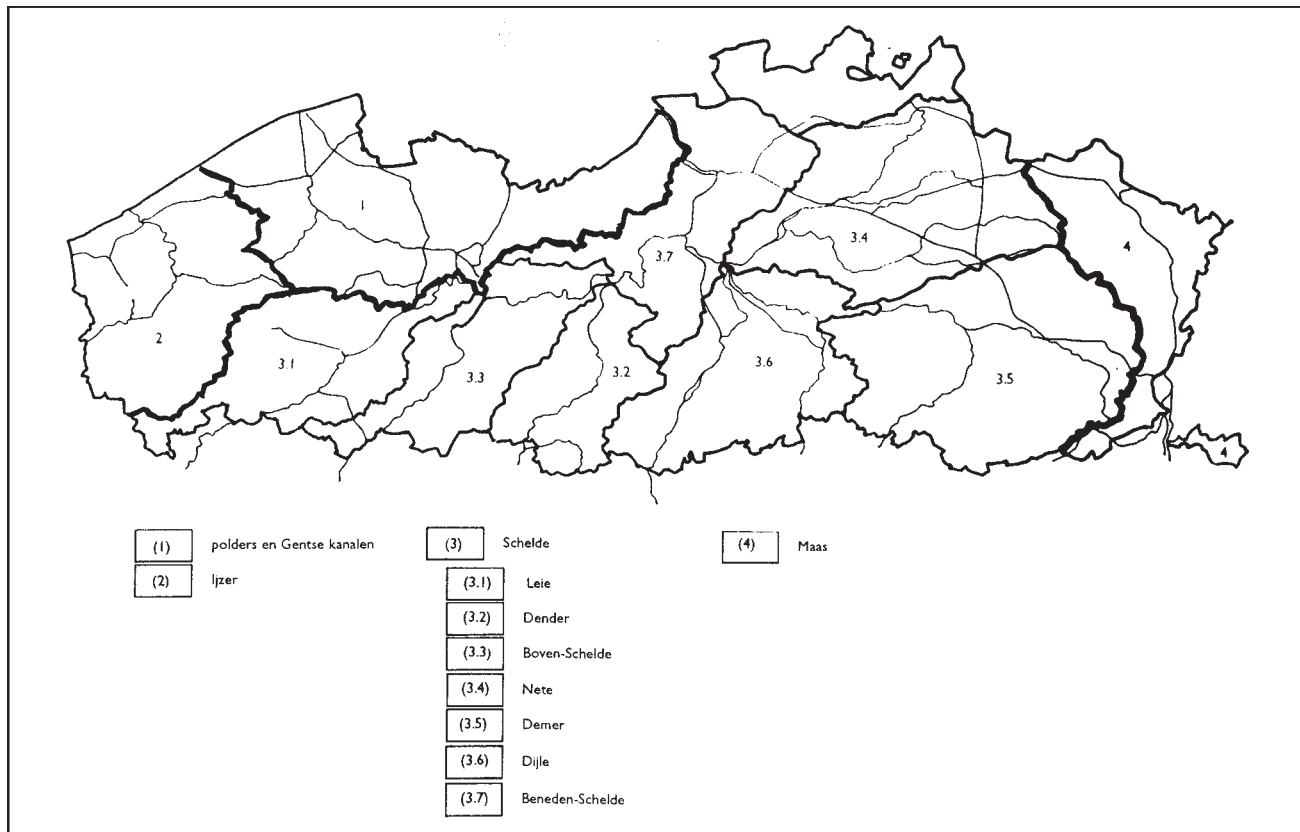 1
3.4
4
3.7
2
3.1
3.3
3.2
3.6
3.5
4
(1) polders en Gentse kanalen
(2) Ijzer
(3) Schelde
(3.1) Leie
(3.2) Dender
(3.3) Boven-Schelde
(3.4) Nete
(3.5) Demer
(3.6) Dijle
(3.7) Beneden-Schelde
(4) Maas